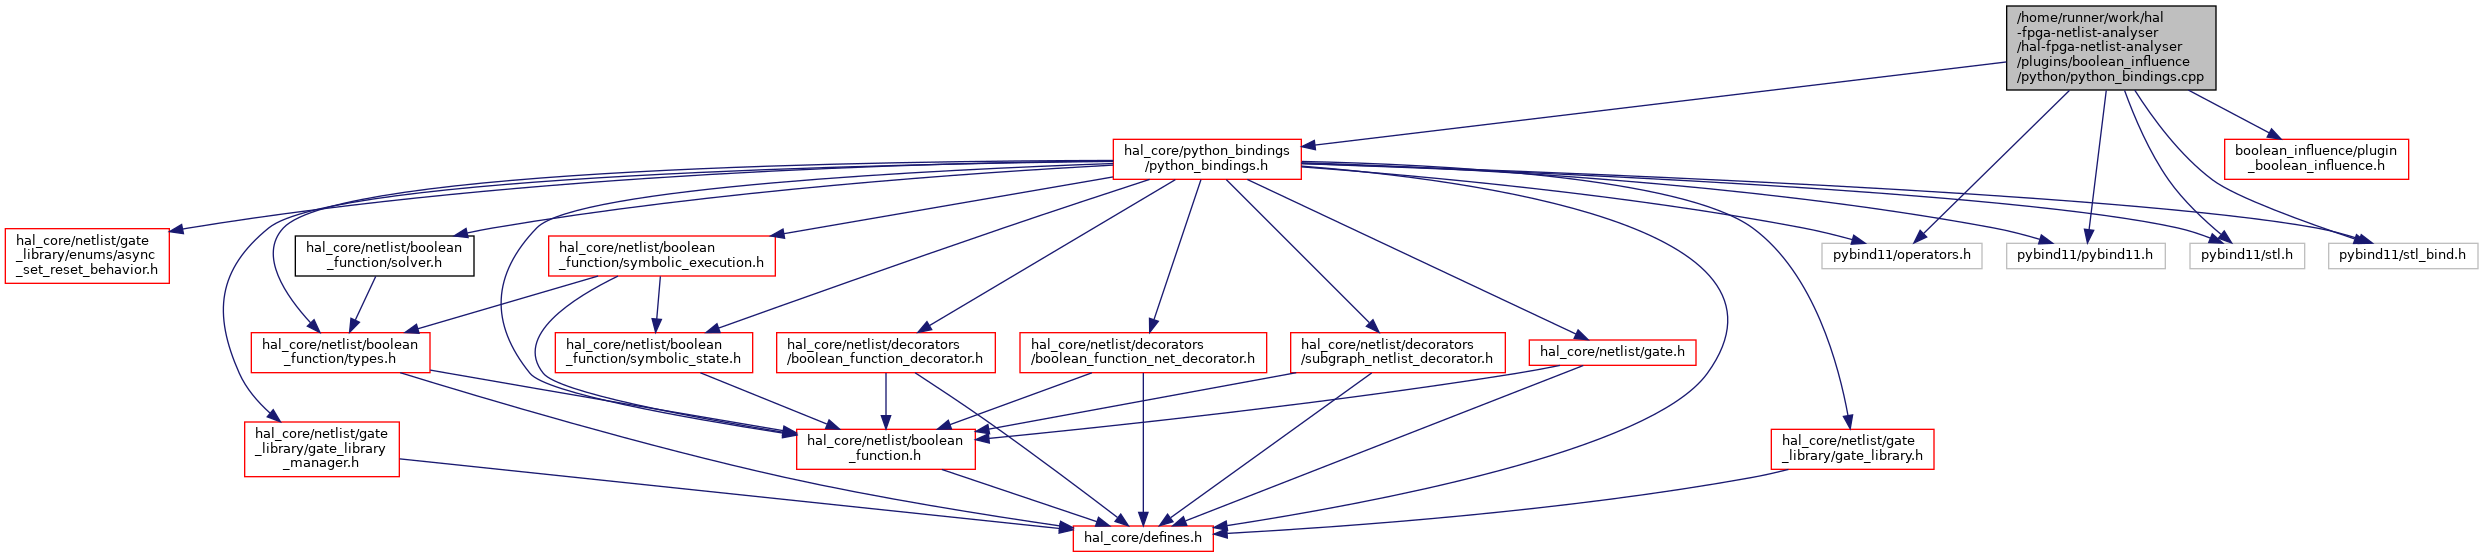 /home/runner/work/hal
-fpga-netlist-analyser
/hal-fpga-netlist-analyser
/plugins/boolean_influence
/python/python_bindings.cpp
hal_core/python_bindings
/python_bindings.h
boolean_influence/plugin
_boolean_influence.h
hal_core/netlist/gate
_library/enums/async
_set_reset_behavior.h
hal_core/netlist/boolean
_function/solver.h
hal_core/netlist/boolean
_function/symbolic_execution.h
pybind11/operators.h
pybind11/pybind11.h
pybind11/stl.h
pybind11/stl_bind.h
hal_core/netlist/boolean
_function/types.h
hal_core/netlist/boolean
_function/symbolic_state.h
hal_core/netlist/decorators
/boolean_function_decorator.h
hal_core/netlist/decorators
/boolean_function_net_decorator.h
hal_core/netlist/decorators
/subgraph_netlist_decorator.h
hal_core/netlist/gate.h
hal_core/netlist/gate
_library/gate_library
_manager.h
hal_core/netlist/boolean
_function.h
hal_core/netlist/gate
_library/gate_library.h
hal_core/defines.h